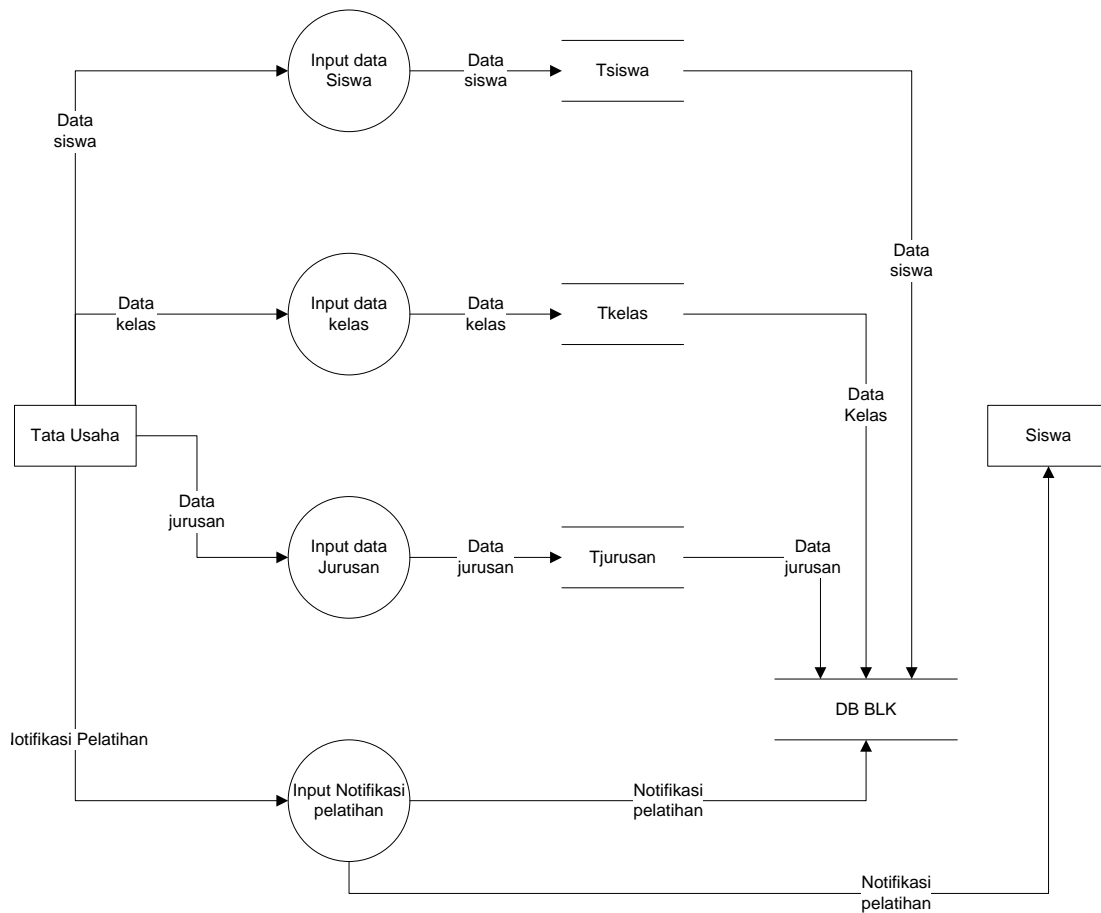 Input data
Siswa
Data
siswa
Tsiswa
Data
siswa
Data
siswa
Data
kelas
Input data
kelas
Data
kelas
Tkelas
Data
Kelas
Tata Usaha
Siswa
Data
jurusan
Input data
Jurusan
Data
jurusan
Tjurusan
Data
jurusan
DB BLK
lotifikasi Pelatihan
Input Notifikasi
pelatihan
Notifikasi
pelatihan
Notifikasi
pelatihan